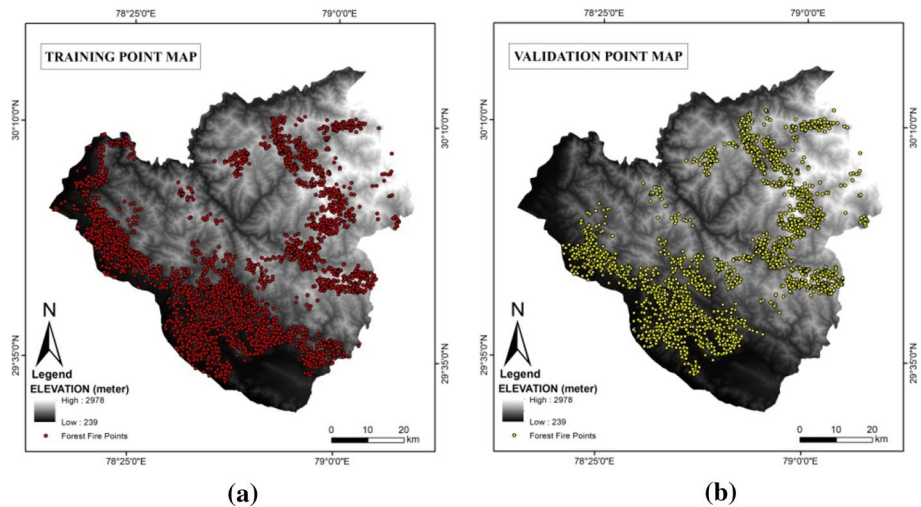 78°25'0"E 79°0'0"E
TRAINING POINT MAP
30°10'0"N
30°10'0"N
29°35'0"N
29°35'0"N
N
Legend
ELEVATION (meter)
High : 2978
Low : 239
Forest Fire Points
0 10 20
km
78°25'0"E 79°0'0"E
(a)
78°25'0"E 79°0'0"E
VALIDATION POINT MAP
30°10'0"N
30°10'0"N
29°35'0"N
29°35'0"N
N
Legend
ELEVATION (meter)
High : 2978
Low : 239
Forest Fire Points
0 10 20
km
78°25'0"E 79°0'0"E
(b)